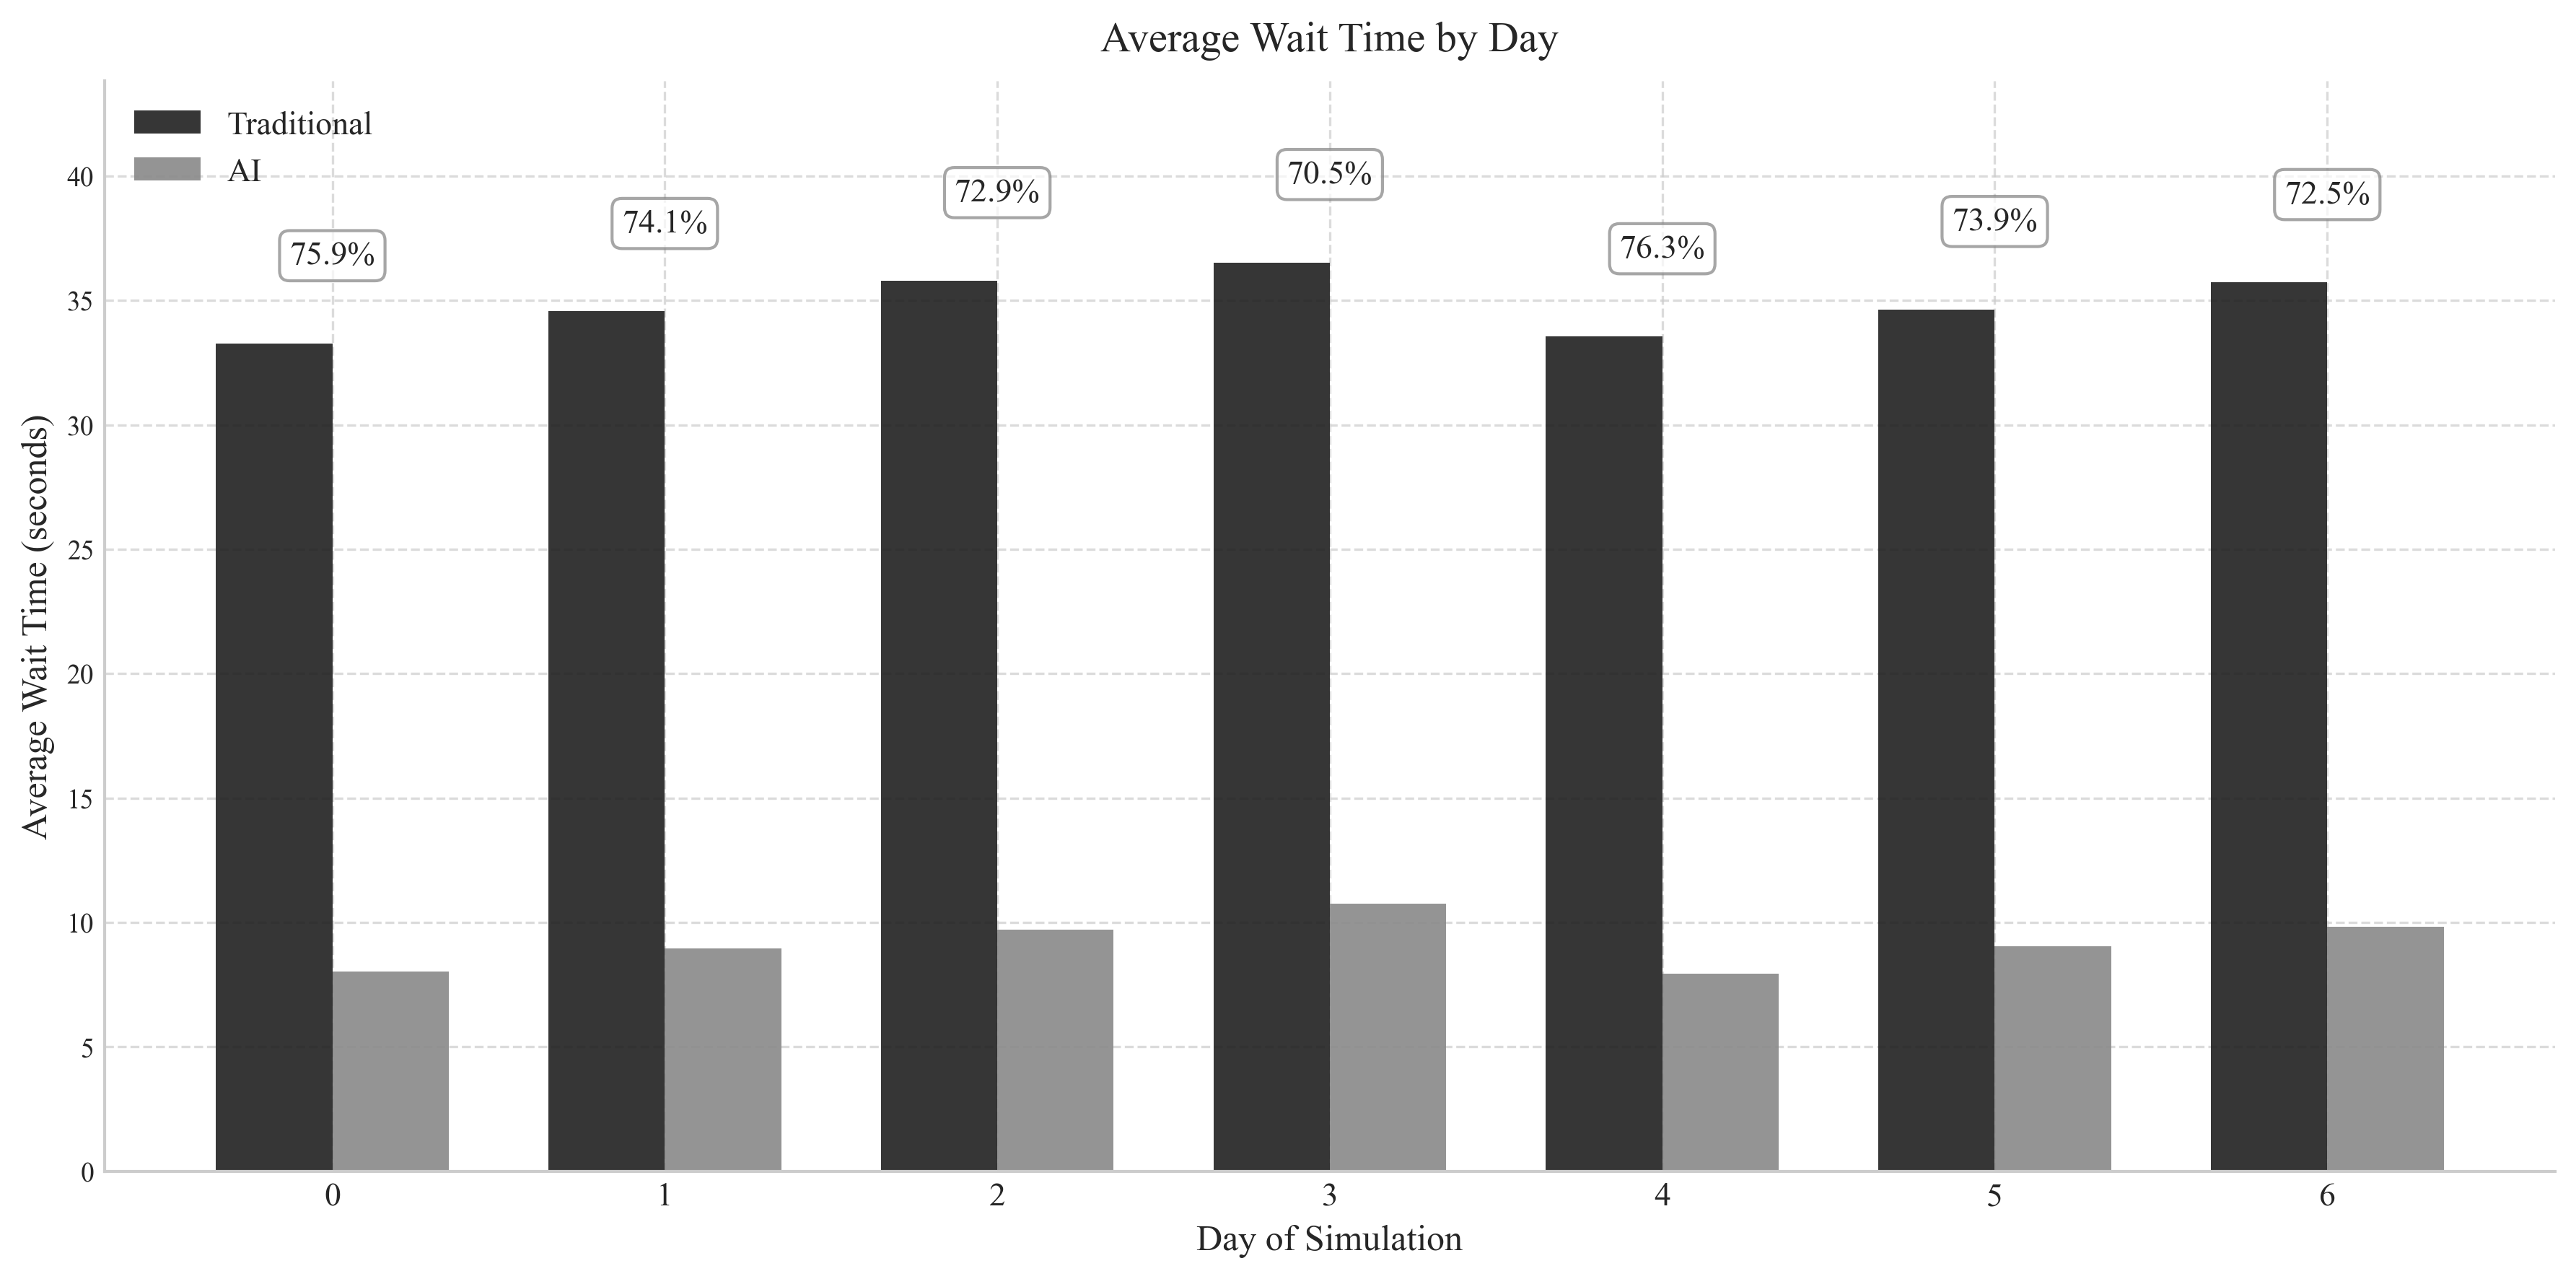 Average Wait Time by Day
Traditional
AI
75.9%
74.1%
72.9%
70.5%
76.3%
73.9%
72.5%
40
35
30
25
20
15
10
5
0
Average Wait Time (seconds)
0 1 2 3 4 5 6
Day of Simulation